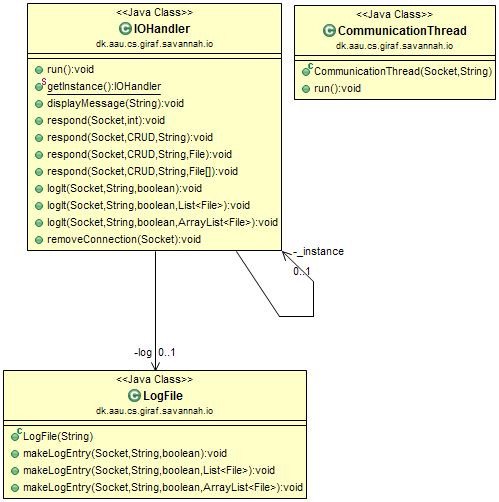 <<Java Class>>
IOHandler
dk.aau.cs.giraf.savannah.io
run():void
getInstance():IOHandler
displayMessage(String):void
respond(Socket,int):void
respond(Socket,CRUD,String):void
respond(Socket,CRUD,String,File):void
respond(Socket,CRUD,String,File[]):void
logIt(Socket,String,boolean):void
logIt(Socket,String,boolean,List<File>):void
logIt(Socket,String,boolean,ArrayList<File>):void
removeConnection(Socket):void
<<Java Class>>
CommunicationThread
dk.aau.cs.giraf.savannah.io
CommunicationThread(Socket,String)
run():void
-_instance
0..1
-log 0..1
<<Java Class>>
LogFile
dk.aau.cs.giraf.savannah.io
LogFile(String)
makeLogEntry(Socket,String,boolean):void
makeLogEntry(Socket,String,boolean,List<File>):void
makeLogEntry(Socket,String,boolean,ArrayList<File>):void